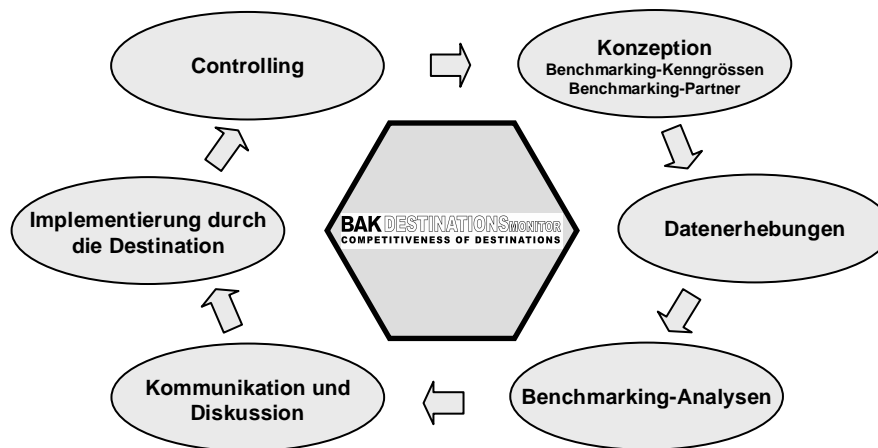 Controlling
Konzeption
Benchmarking-Kenngrössen
Benchmarking-Partner
Implementierung durch
die Destination
BAK DESTINATIONSMONITOR
COMPETITIVENESS OF DESTINATIONS
Datenerhebungen
Kommunikation und
Diskussion
Benchmarking-Analysen